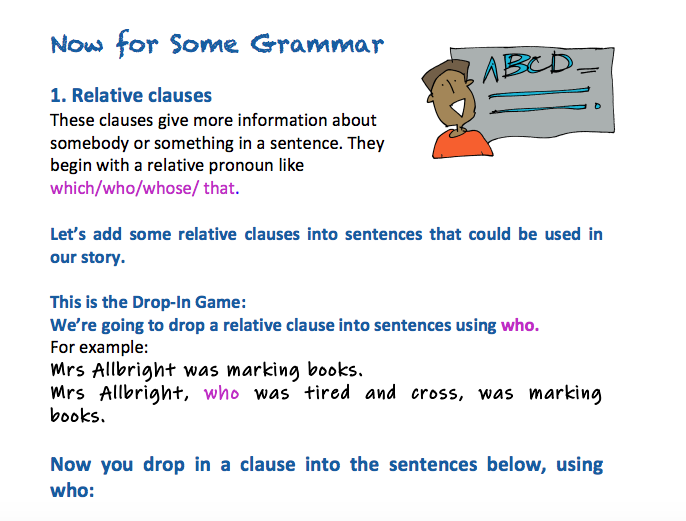 Now for Some Grammar
ABCD
1. Relative clauses
These clauses give more information about
somebody or something in a sentence. They
begin with a relative pronoun like
which/who/whose/ that.
Let's add some relative clauses into sentences that could be used in
our story.
This is the Drop-In Game:
We're going to drop a relative clause into sentences using who.
For example:
Mrs Allbright was marking books.
Mrs Allbright, who was tired and cross, was marking
books.
Now you drop in a clause into the sentences below, using
who: